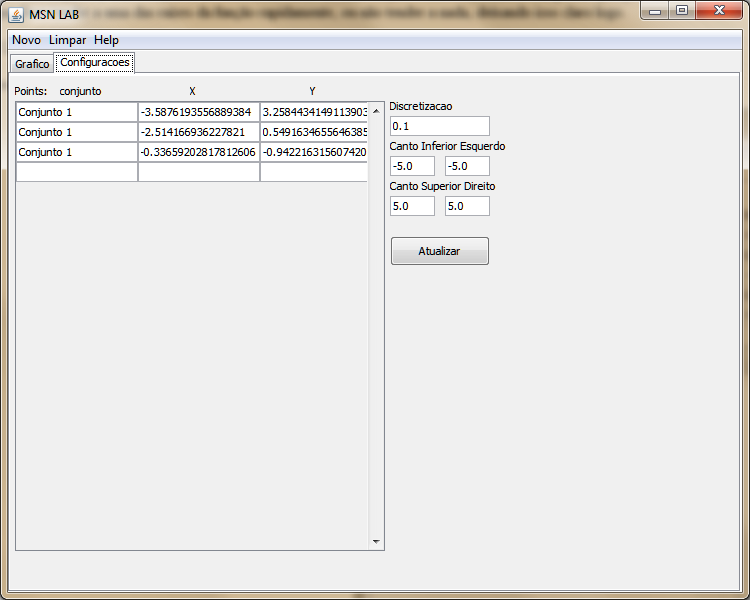 MSN LAB
Novo Limpar Help
Grafico Configuracoes
Points: conjunto X Y
Conjunto 1 -3.5876193556889384 3.2584434149113903
Conjunto 1 -2.514166936227821 0.5491634655646385
Conjunto 1 -0.33659202817812606 -0.942216315607420
Discretizacao
0.1
Canto Inferior Esquerdo
-5.0 -5.0
Canto Superior Direito
5.0 5.0
Atualizar